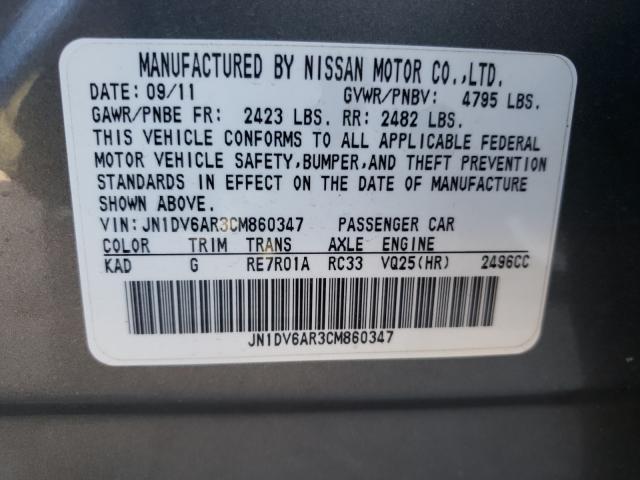 MANUFACTURED BY NISSAN MOTOR CO.,LTD.
DATE: 09/11 GVWR/PNBV: 4795 LBS.
GAWR/PNBE FR: 2423 LBS. RR: 2482 LBS.
THIS VEHICLE CONFORMS TO ALL APPLICABLE FEDERAL
MOTOR VEHICLE SAFETY,BUMPER,AND THEFT PREVENTION
STANDARDS IN EFFECT ON THE DATE OF MANUFACTURE
SHOWN ABOVE.
VIN:JN1DV6AR3CM860347 PASSENGER CAR
COLOR TRIM TRANS AXLE ENGINE
KAD G RE7R01A RC33 VQ25(HR) 2496CC
JN1DV6AR3CM860347